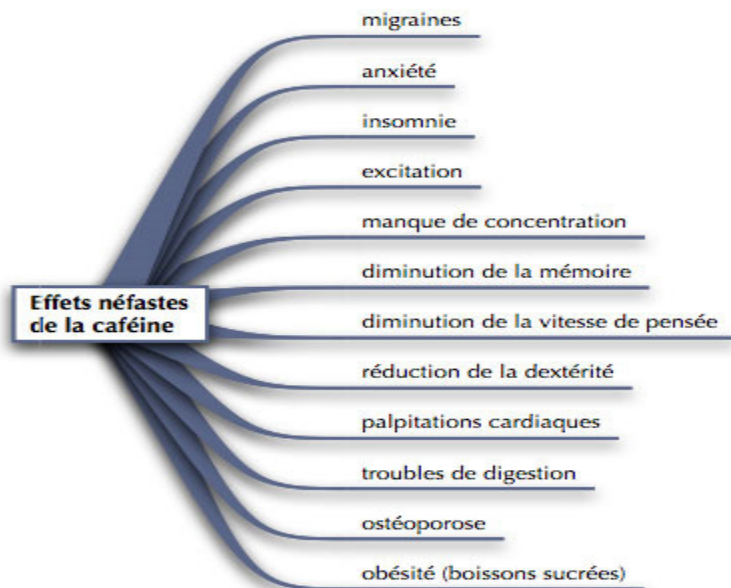 migraines
anxiété
insomnie
excitation
manque de concentration
diminution de la mémoire
Effets néfastes
de la caféine
diminution de la vitesse de pensée
réduction de la dextérité
palpitations cardiaques
troubles de digestion
ostéoporose
obésité (boissons sucrées)